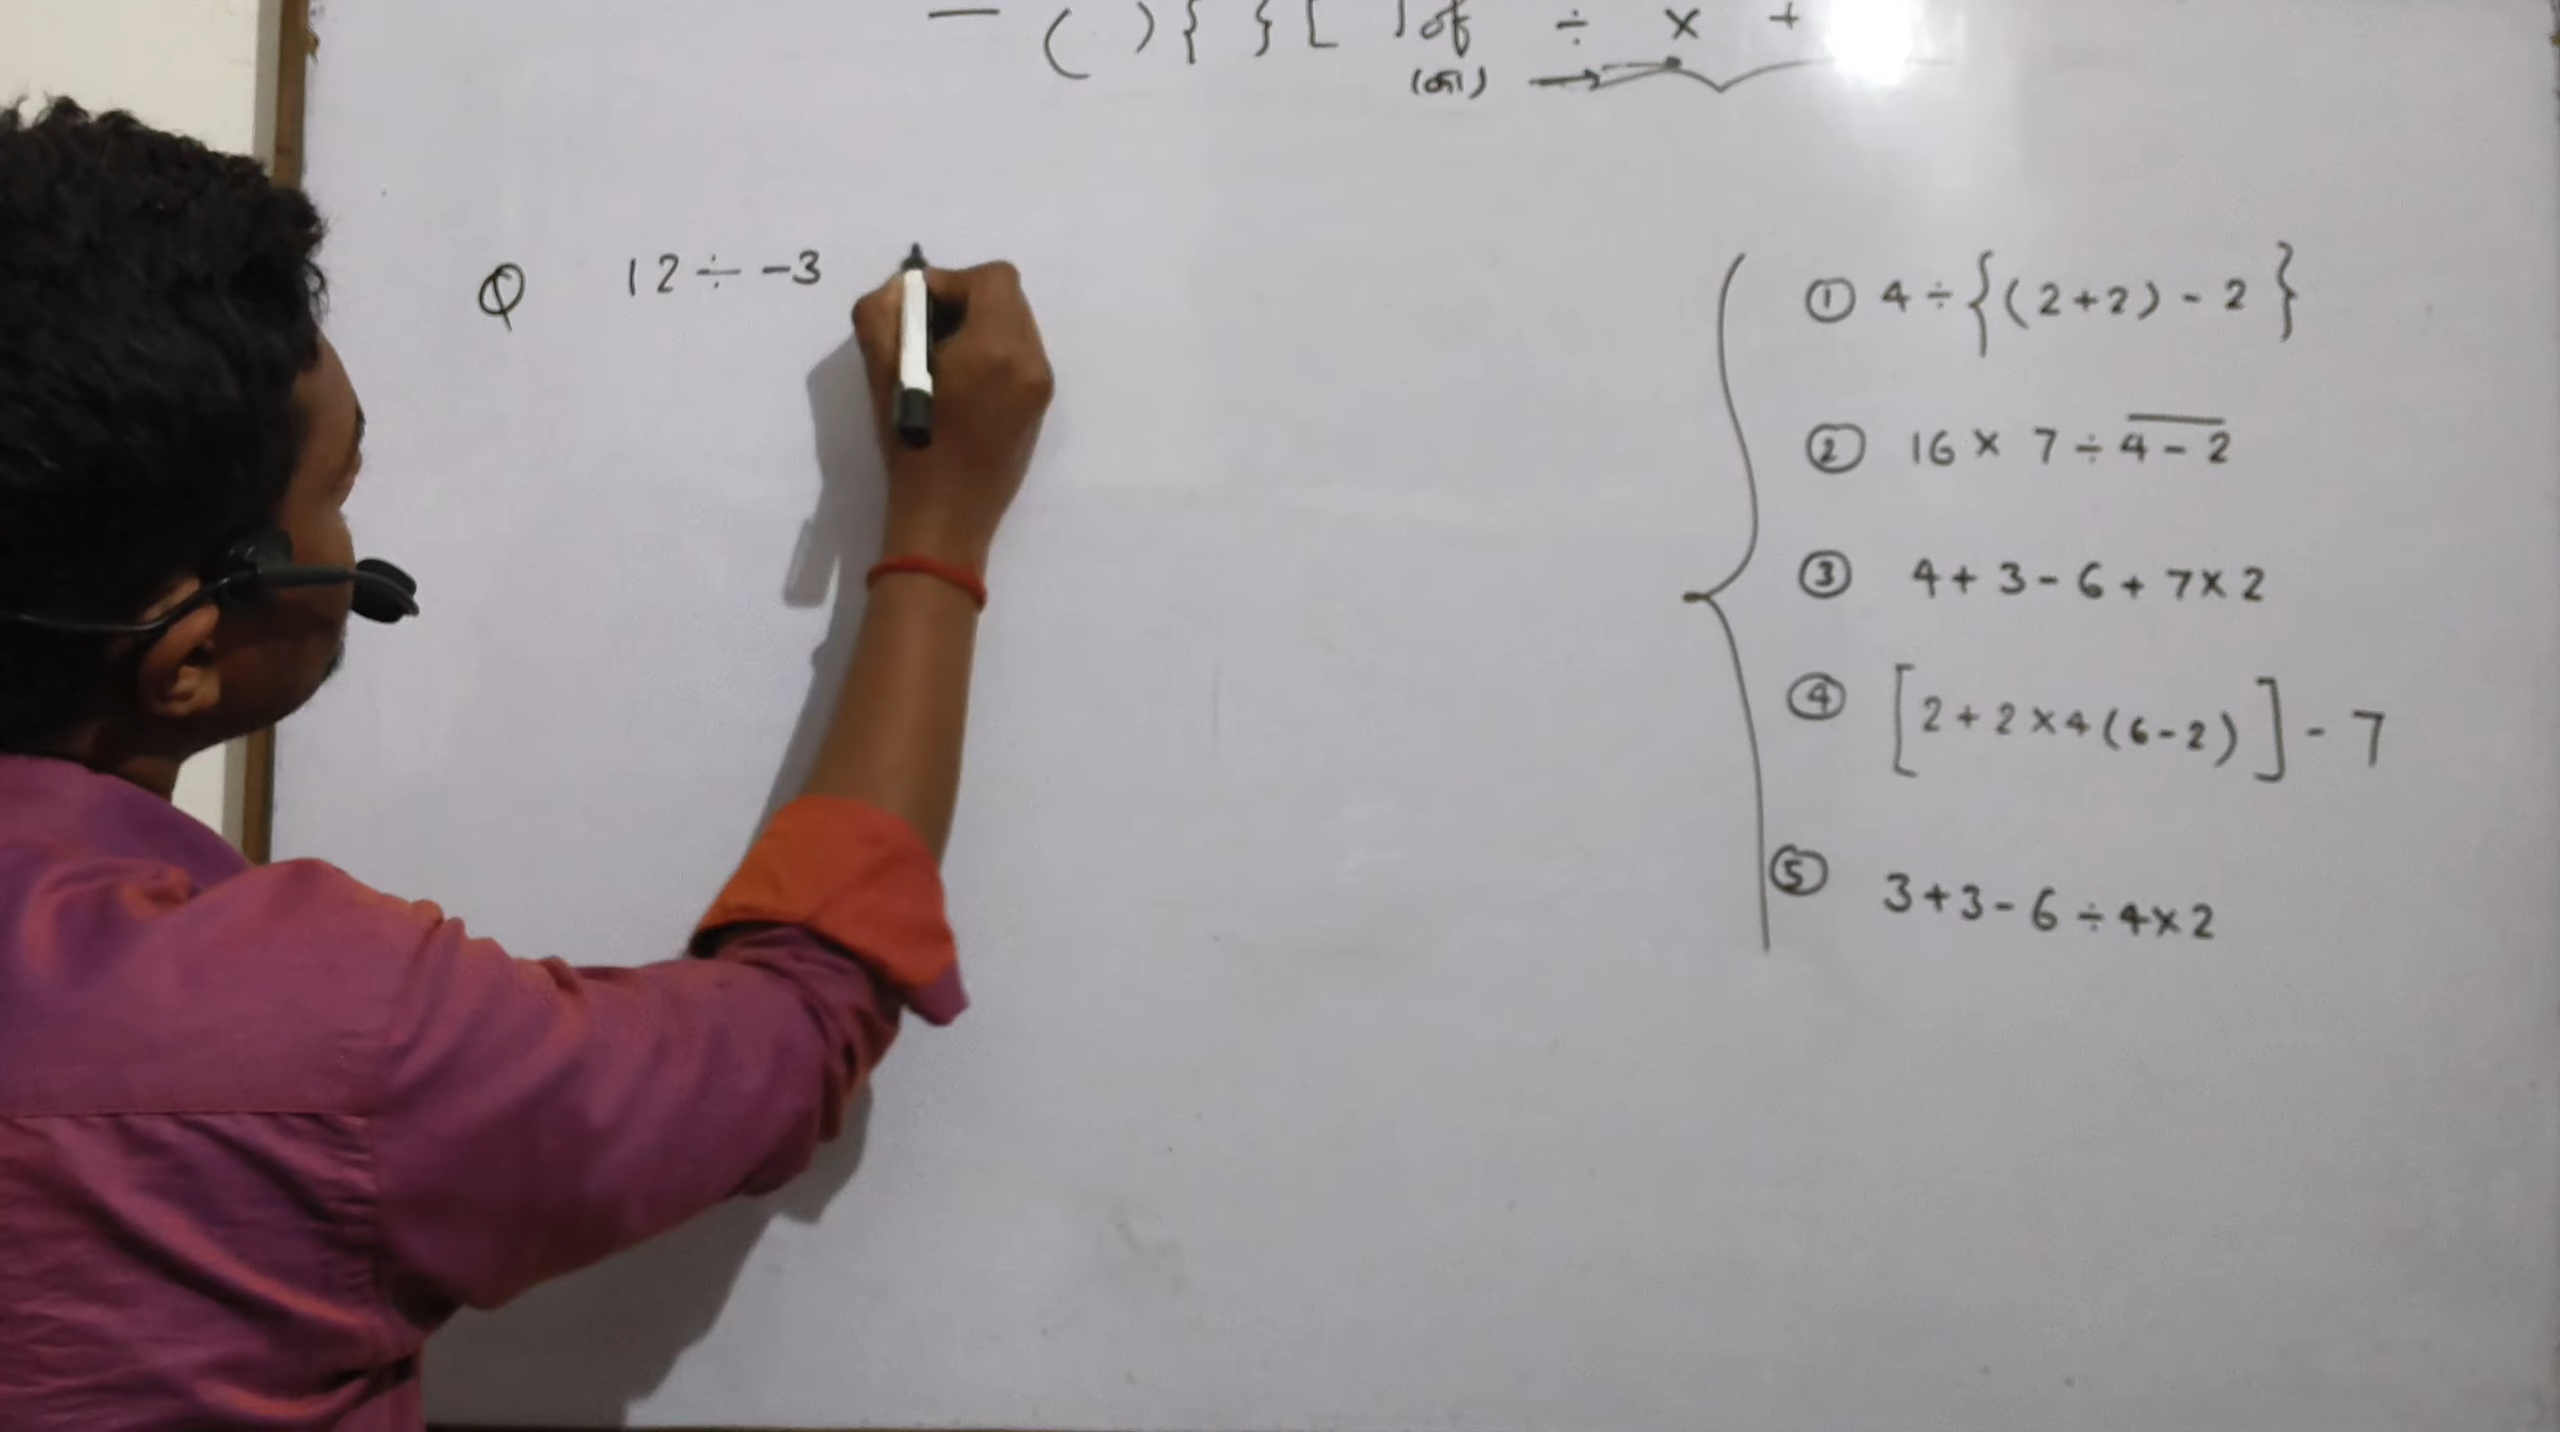 — ( ) { } [ ] of ÷ × +
(का) →
Q 12 ÷ -3
① 4 ÷ { (2+2) - 2 }
② 16 × 7 ÷ 4̅ ̅-̅ ̅2̅
③ 4 + 3 - 6 + 7 × 2
④ [ 2 + 2 × 4 (6-2) ] - 7
⑤ 3 + 3 - 6 ÷ 4 × 2